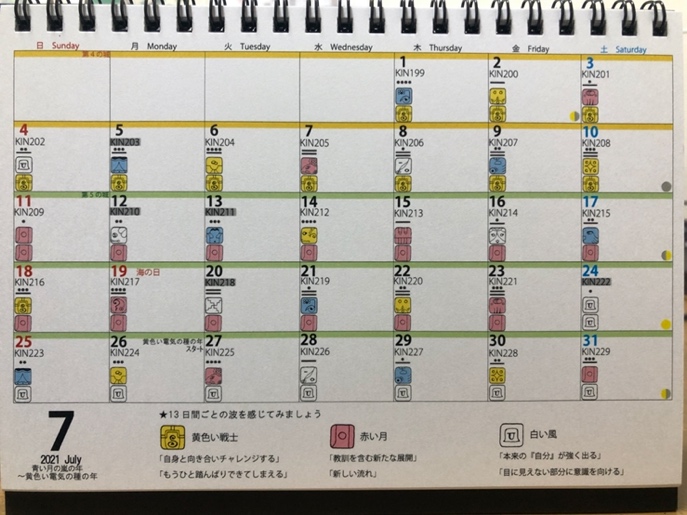 日 Sunday 月 Monday 火 Tuesday 水 Wednesday 木 Thursday 金 Friday 土 Saturday
第4の城
1 2 3
KIN199 KIN200 KIN201
4 5 6 7 8 9 10
KIN202 KIN203 KIN204 KIN205 KIN206 KIN207 KIN208
第5の城
11 12 13 14 15 16 17
KIN209 KIN210 KIN211 KIN212 KIN213 KIN214 KIN215
18 19 海の日 20 21 22 23 24
KIN216 KIN217 KIN218 KIN219 KIN220 KIN221 KIN222
25 26 黄色い電気の種の年 27 28 29 30 31
スタート
KIN223 KIN224 KIN225 KIN226 KIN227 KIN228 KIN229
7
2021 July
青い月の嵐の年
～黄色い電気の種の年
★13日間ごとの波を感じてみましょう
黄色い戦士
「自身と向き合いチャレンジする」
「もうひと踏んばりできてしまえる」
赤い月
「教訓を含む新たな展開」
「新しい流れ」
白い風
「本来の『自分』が強く出る」
「目に見えない部分に意識を向ける」